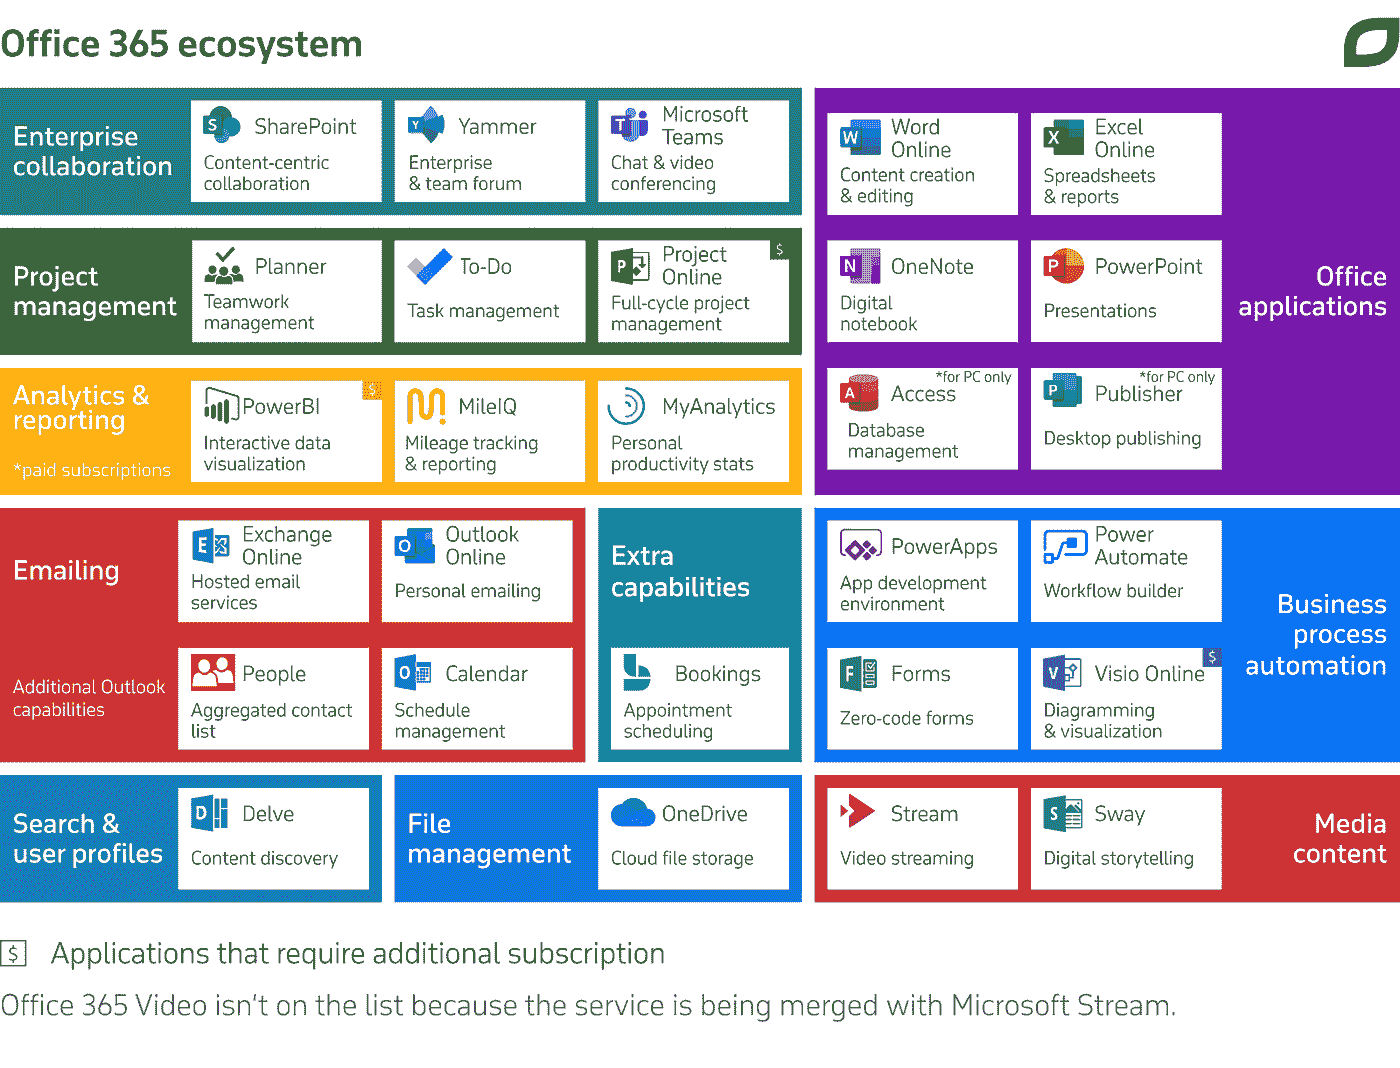 Office 365 ecosystem
Enterprise
collaboration
SharePoint
Content-centric
collaboration
Yammer
Enterprise
& team forum
Microsoft
Teams
Chat & video
conferencing
Project
management
Planner
Teamwork
management
To-Do
Task management
Project
Online
$
Full-cycle project
management
Analytics &
reporting
*paid subscriptions
PowerBI
$
Interactive data
visualization
MileIQ
Mileage tracking
& reporting
MyAnalytics
Personal
productivity stats
Office
applications
Word
Online
Content creation
& editing
Excel
Online
Spreadsheets
& reports
OneNote
Digital
notebook
PowerPoint
Presentations
*for PC only
Access
Database
management
*for PC only
Publisher
Desktop publishing
Emailing
Additional Outlook
capabilities
Exchange
Online
Hosted email
services
Outlook
Online
Personal emailing
People
Aggregated contact
list
Calendar
Schedule
management
Extra
capabilities
Bookings
Appointment
scheduling
Business
process
automation
PowerApps
App development
environment
Power
Automate
Workflow builder
Forms
Zero-code forms
Visio Online
$
Diagramming
& visualization
Search &
user profiles
Delve
Content discovery
File
management
OneDrive
Cloud file storage
Media
content
Stream
Video streaming
Sway
Digital storytelling
$ Applications that require additional subscription
Office 365 Video isn't on the list because the service is being merged with Microsoft Stream.